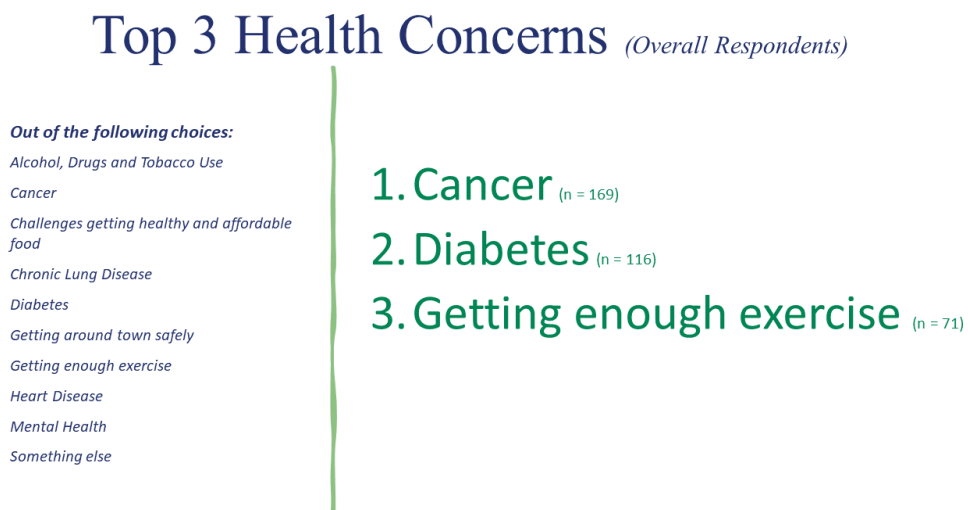 Top 3 Health Concerns (Overall Respondents)
Out of the following choices:
Alcohol, Drugs and Tobacco Use
Cancer
Challenges getting healthy and affordable
food
Chronic Lung Disease
Diabetes
Getting around town safely
Getting enough exercise
Heart Disease
Mental Health
Something else
1. Cancer (n = 169)
2. Diabetes (n = 116)
3. Getting enough exercise (n = 71)